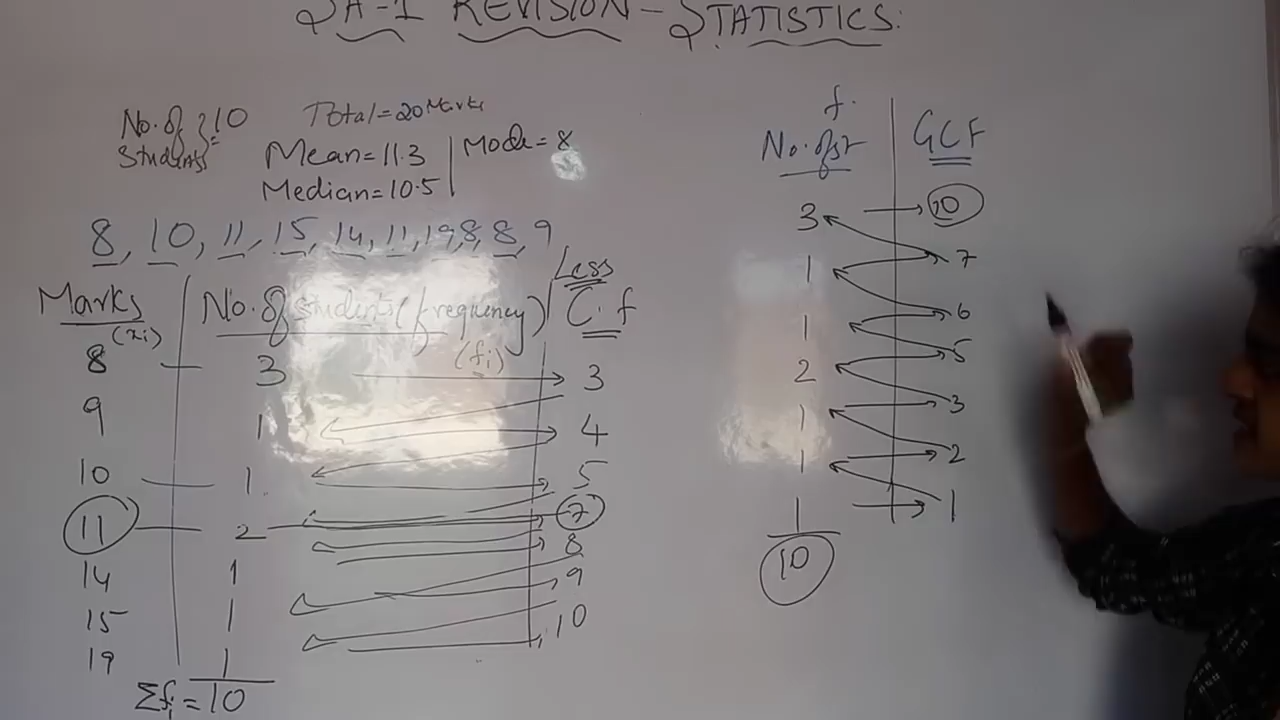 SA-1 REVISION - STATISTICS:
No. of Students } = 10
Total = 20 Marks
Mean = 11.3
Mode = 8
Median = 10.5
8, 10, 11, 15, 14, 11, 19, 8, 8, 9
Marks (xi) No. of students (frequency) (fi) Less C.f
8 3 3
9 1 4
10 1 5
11 2 7
14 1 8
15 1 9
19 1 10
Σfi = 10
f. No. of st GCF
3 10
1 7
1 6
2 5
1 3
1 2
1 1
10